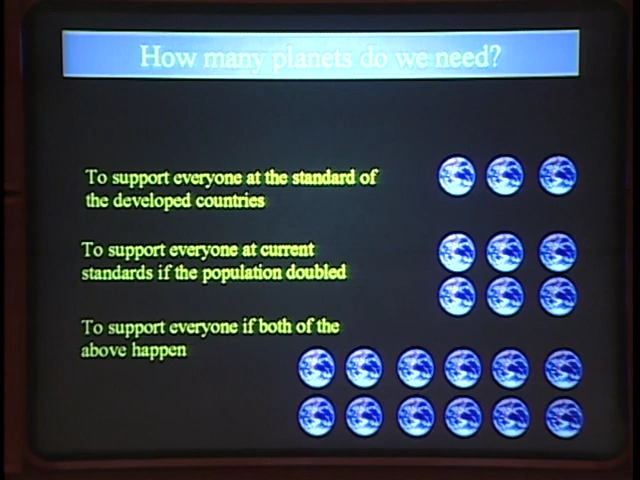 How many planets do we need?
To support everyone at the standard of
the developed countries
To support everyone at current
standards if the population doubled
To support everyone if both of the
above happen